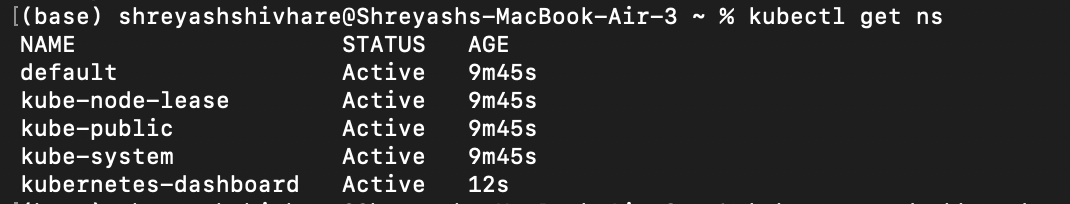 [(base) shreyashshivhare@Shreyashs-MacBook-Air-3 ~ % kubectl get ns
NAME STATUS AGE
default Active 9m45s
kube-node-lease Active 9m45s
kube-public Active 9m45s
kube-system Active 9m45s
kubernetes-dashboard Active 12s